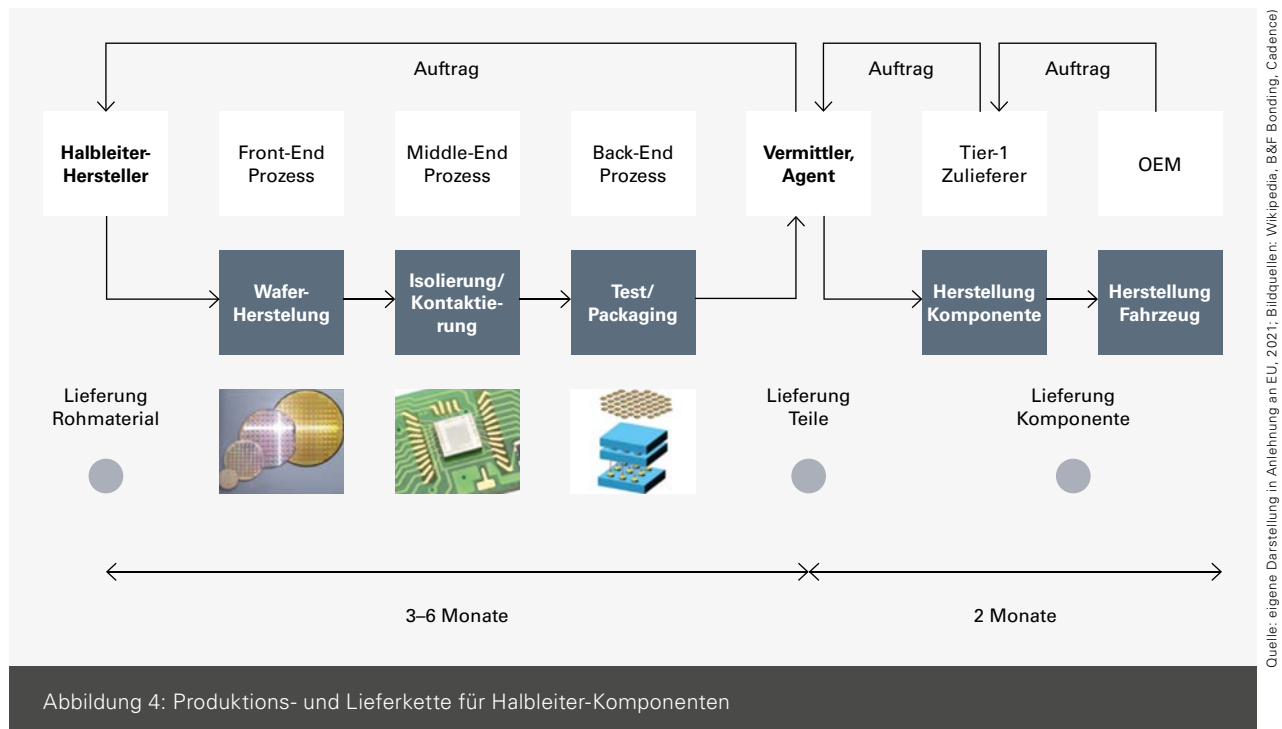 Auftrag
Auftrag
Auftrag
Halbleiter-
Hersteller
Front-End
Prozess
Middle-End
Prozess
Back-End
Prozess
Vermittler,
Agent
Tier-1
Zulieferer
OEM
Wafer-
Herstelung
Isolierung/
Kontaktie-
rung
Test/
Packaging
Herstellung
Komponente
Herstellung
Fahrzeug
Lieferung
Rohmaterial
Lieferung
Teile
Lieferung
Komponente
3–6 Monate
2 Monate
Abbildung 4: Produktions- und Lieferkette für Halbleiter-Komponenten
Quelle: eigene Darstellung in Anlehnung an EU, 2021; Bildquellen: Wikipedia, B&F Bonding, Cadence)